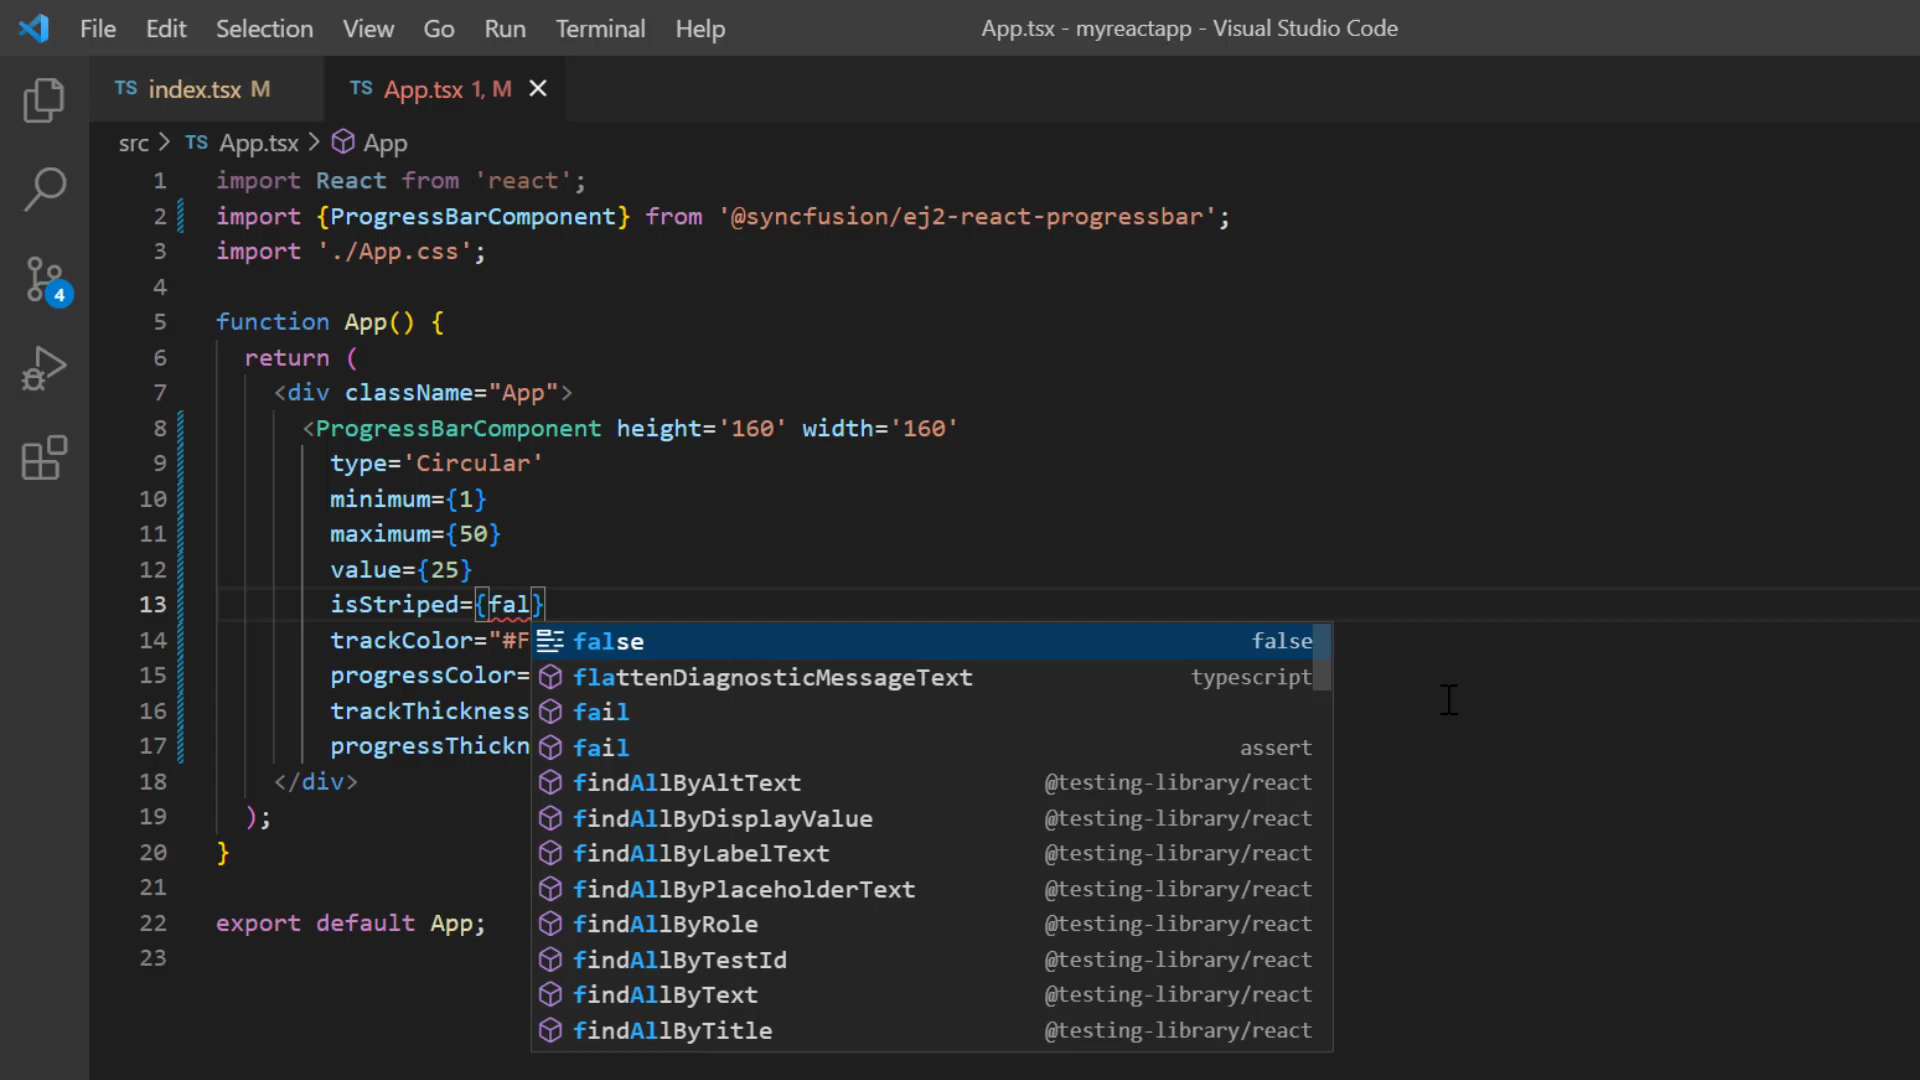 File Edit Selection View Go Run Terminal Help App.tsx - myreactapp - Visual Studio Code
TS index.tsx M TS App.tsx 1, M
src > TS App.tsx > App
1 import React from 'react';
2 import {ProgressBarComponent} from '@syncfusion/ej2-react-progressbar';
3 import './App.css';
4
4
5 function App() {
6 return (
7 <div className="App">
8 <ProgressBarComponent height='160' width='160'
9 type='Circular'
10 minimum={1}
11 maximum={50}
12 value={25}
13 isStriped={fal}
14 trackColor="#F
15 progressColor=
16 trackThickness
17 progressThickn
18 </div>
19 );
20 }
21
22 export default App;
23
false false
flattenDiagnosticMessageText typescript
fail
fail assert
findAllByAltText @testing-library/react
findAllByDisplayValue @testing-library/react
findAllByLabelText @testing-library/react
findAllByPlaceholderText @testing-library/react
findAllByRole @testing-library/react
findAllByTestId @testing-library/react
findAllByText @testing-library/react
findAllByTitle @testing-library/react